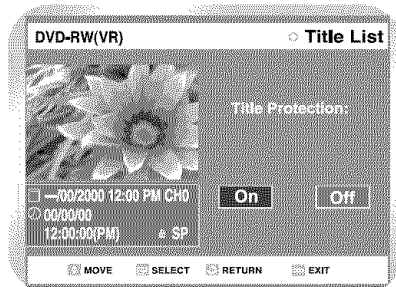 DVD-RW(VR)
Title List
Title Protection:
—/00/2000 12:00 PM CH0
00/00/00
12:00:00(PM) SP
On Off
MOVE SELECT RETURN EXIT